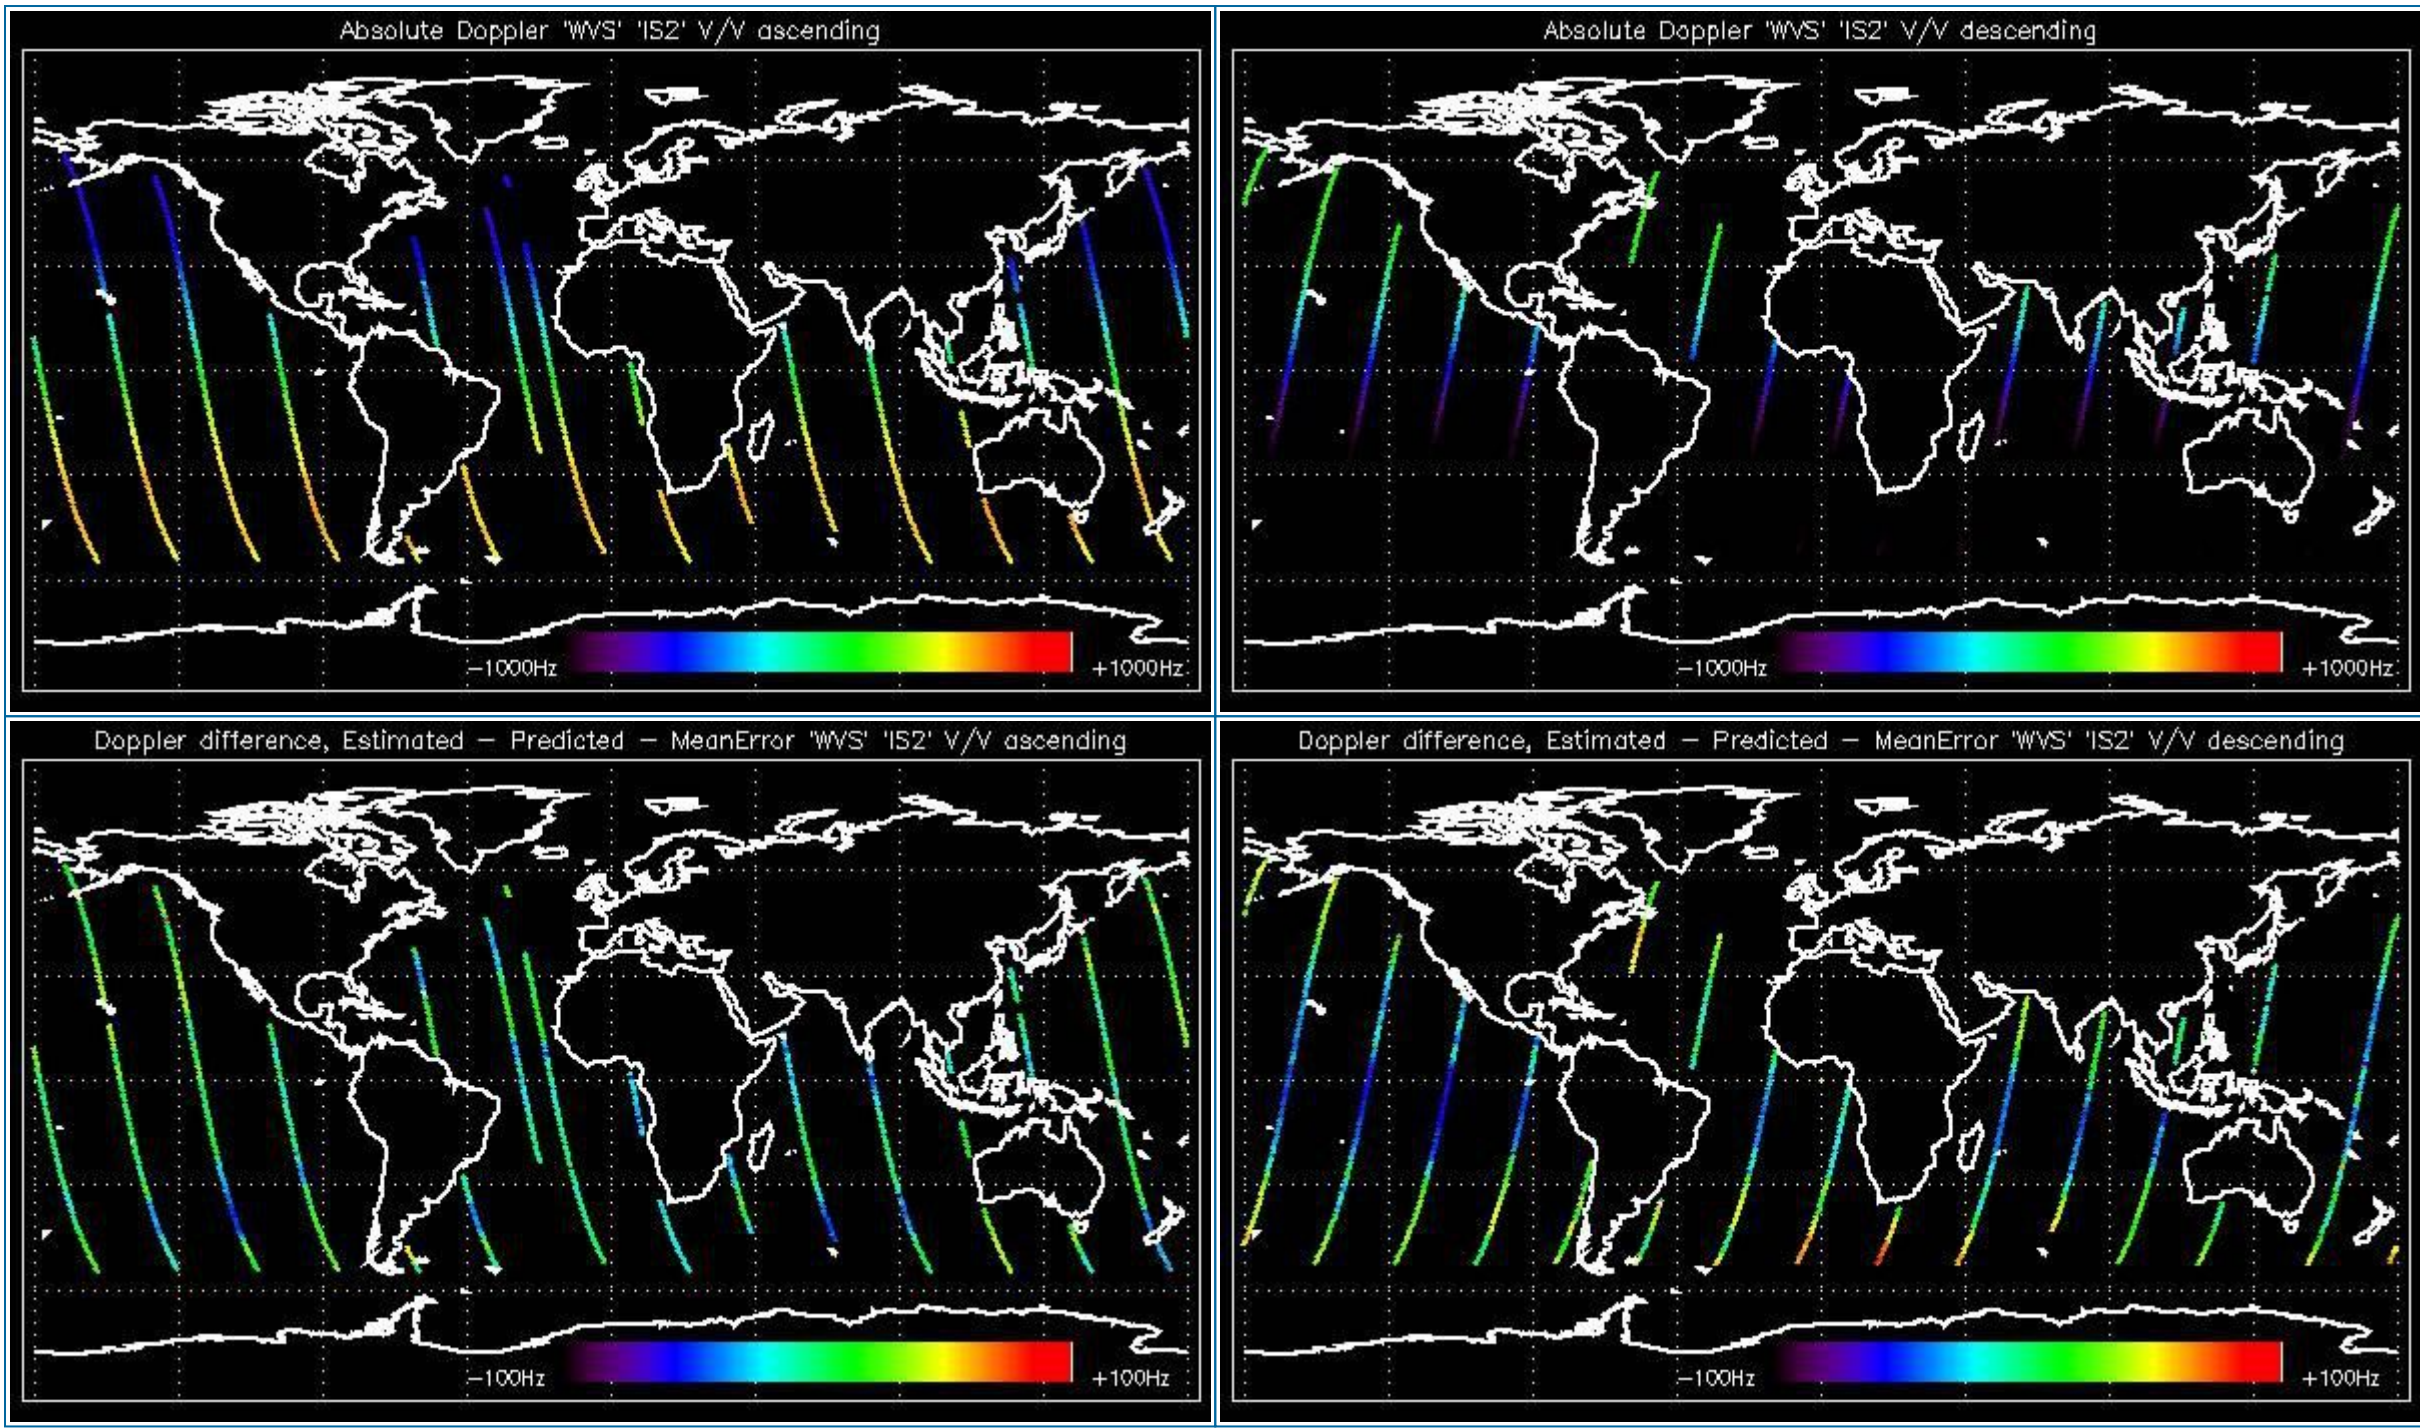 Absolute Doppler 'WVS' 'IS2' V/V ascending
−1000Hz
+1000Hz
Absolute Doppler 'WVS' 'IS2' V/V descending
−1000Hz
+1000Hz
Doppler difference, Estimated − Predicted − MeanError 'WVS' 'IS2' V/V ascending
−100Hz
+100Hz
Doppler difference, Estimated − Predicted − MeanError 'WVS' 'IS2' V/V descending
−100Hz
+100Hz